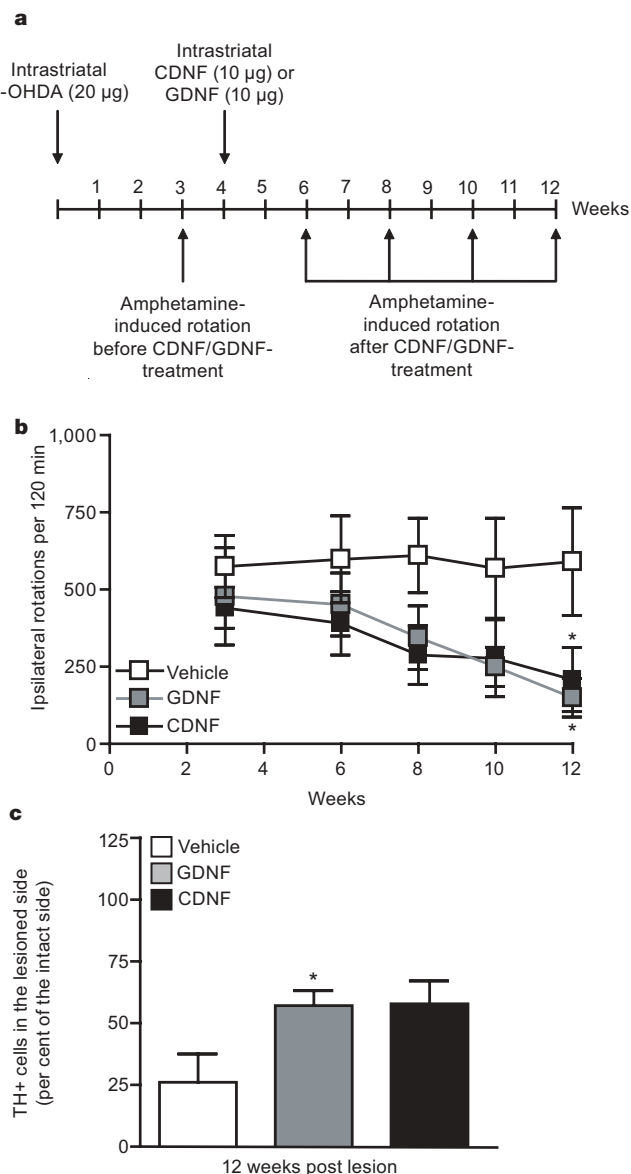 a
Intrastriatal
-OHDA (20 µg)
Intrastriatal
CDNF (10 µg) or
GDNF (10 µg)
1 2 3 4 5 6 7 8 9 10 11 12
Weeks
Amphetamine-
induced rotation
before CDNF/GDNF-
treatment
Amphetamine-
induced rotation
after CDNF/GDNF-
treatment
b
Ipsilateral rotations per 120 min
1,000
750
500
250
0
Vehicle
GDNF
CDNF
*
*
0 2 4 6 8 10 12
Weeks
c
TH+ cells in the lesioned side
(per cent of the intact side)
125
100
75
50
25
0
Vehicle
GDNF
CDNF
*
12 weeks post lesion